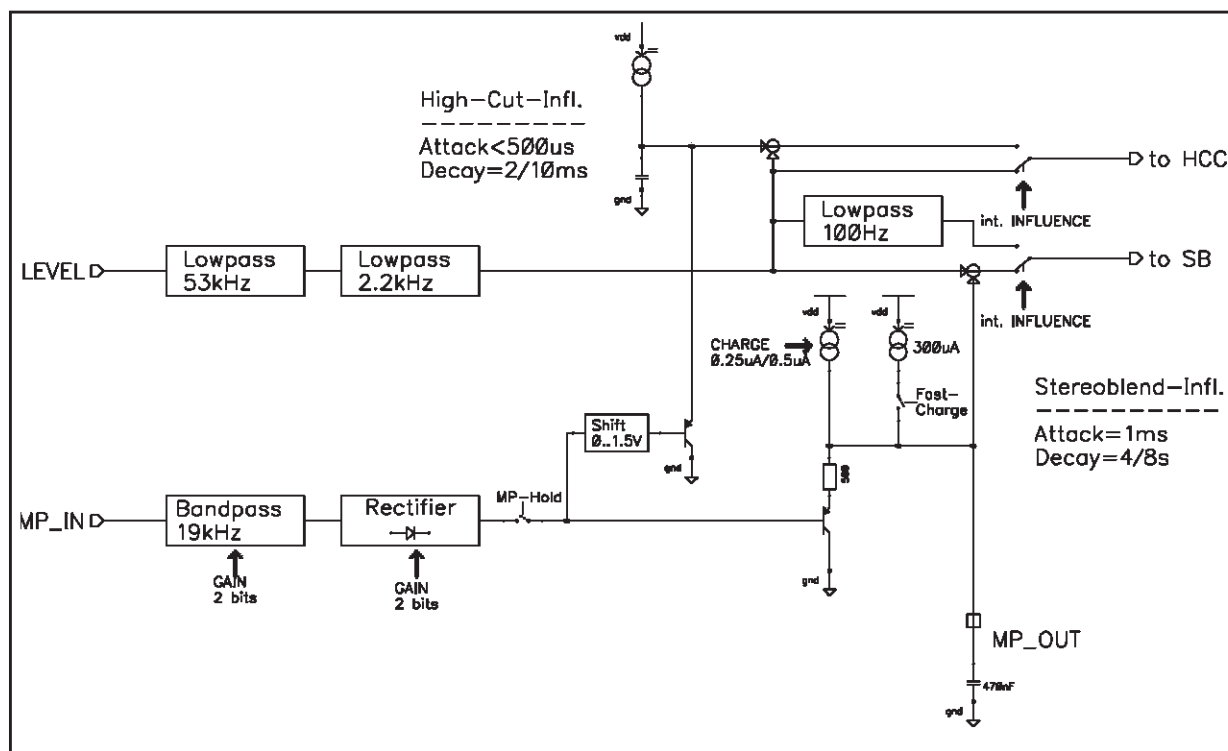 vdd
High-Cut-Infl.
Attack<500us
Decay=2/10ms
gnd
to HCC
int. INFLUENCE
Lowpass
100Hz
LEVEL
Lowpass
53kHz
Lowpass
2.2kHz
to SB
int. INFLUENCE
vdd
vdd
CHARGE
0.25uA/0.5uA
300uA
Fast-
Charge
Stereoblend-Infl.
Attack=1ms
Decay=4/8s
Shift
0..1.5V
gnd
500
MP-Hold
MP_IN
Bandpass
19kHz
Rectifier
GAIN
2 bits
GAIN
2 bits
gnd
MP_OUT
470nF
gnd